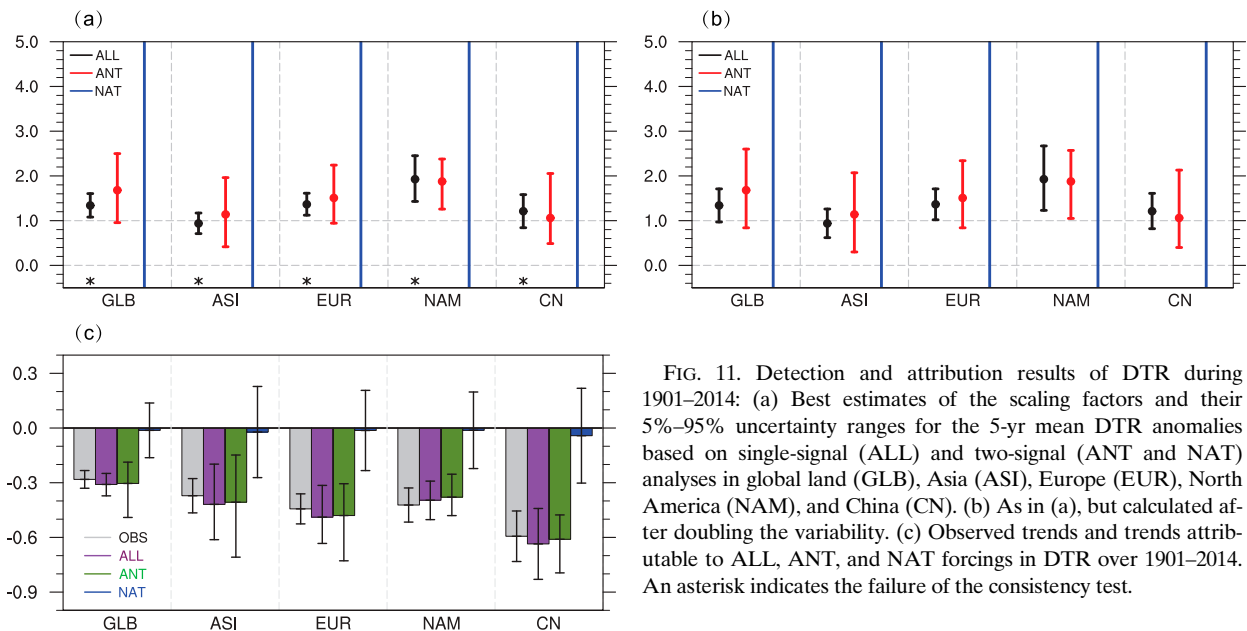 (a)
5.0
4.0
3.0
2.0
1.0
0.0
ALL
ANT
NAT
* * * * *
GLB ASI EUR NAM CN
(b)
5.0
4.0
3.0
2.0
1.0
0.0
ALL
ANT
NAT
GLB ASI EUR NAM CN
(c)
0.3
0.0
-0.3
-0.6
-0.9
OBS
ALL
ANT
NAT
GLB ASI EUR NAM CN
FIG. 11. Detection and attribution results of DTR during
1901–2014: (a) Best estimates of the scaling factors and their
5%–95% uncertainty ranges for the 5-yr mean DTR anomalies
based on single-signal (ALL) and two-signal (ANT and NAT)
analyses in global land (GLB), Asia (ASI), Europe (EUR), North
America (NAM), and China (CN). (b) As in (a), but calculated af-
ter doubling the variability. (c) Observed trends and trends attrib-
utable to ALL, ANT, and NAT forcings in DTR over 1901–2014.
An asterisk indicates the failure of the consistency test.